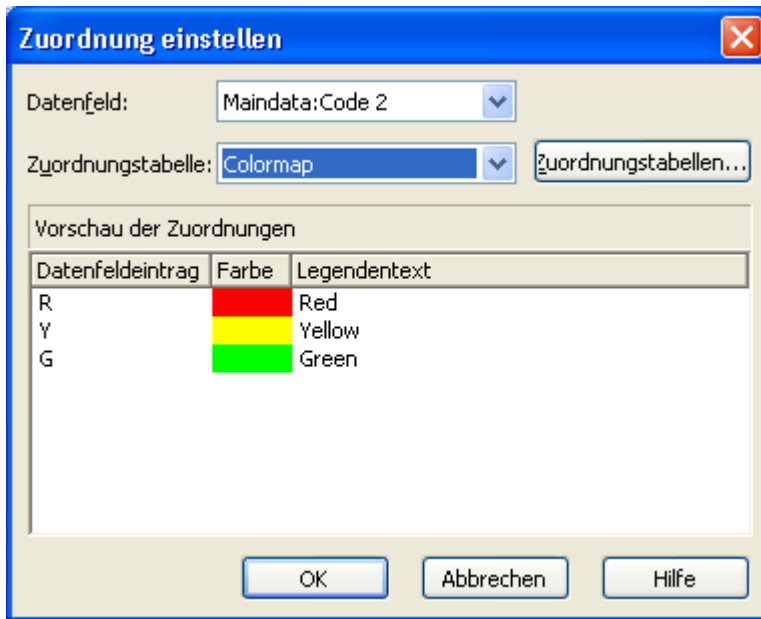 Zuordnung einstellen
Datenfeld: Maindata:Code 2
Zuordnungstabelle: Colormap Zuordnungstabellen...
Vorschau der Zuordnungen
Datenfeldeintrag Farbe Legendentext
R Red
Y Yellow
G Green
OK Abbrechen Hilfe